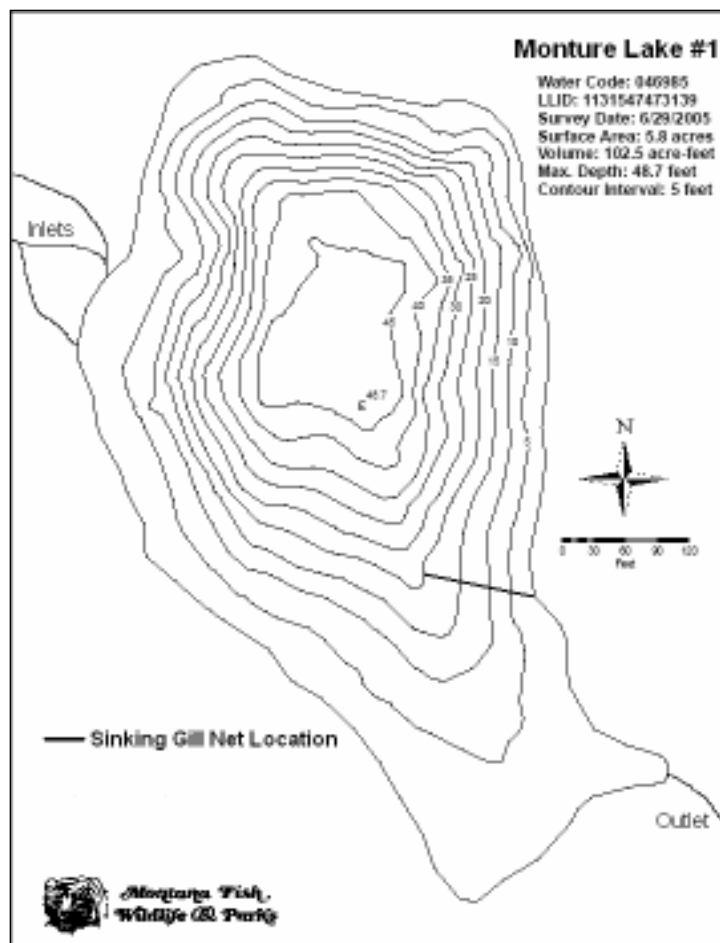 Monture Lake #1
Water Code: 046985
LLID: 1131547473139
Survey Date: 6/29/2005
Surface Area: 5.8 acres
Volume: 102.5 acre-feet
Max. Depth: 48.7 feet
Contour Interval: 5 feet
Inlets
45
40
30
20
15
10
5
48.7
N
0 30 60 90 120
Feet
Sinking Gill Net Location
Outlet
Montana Fish,
Wildlife & Parks